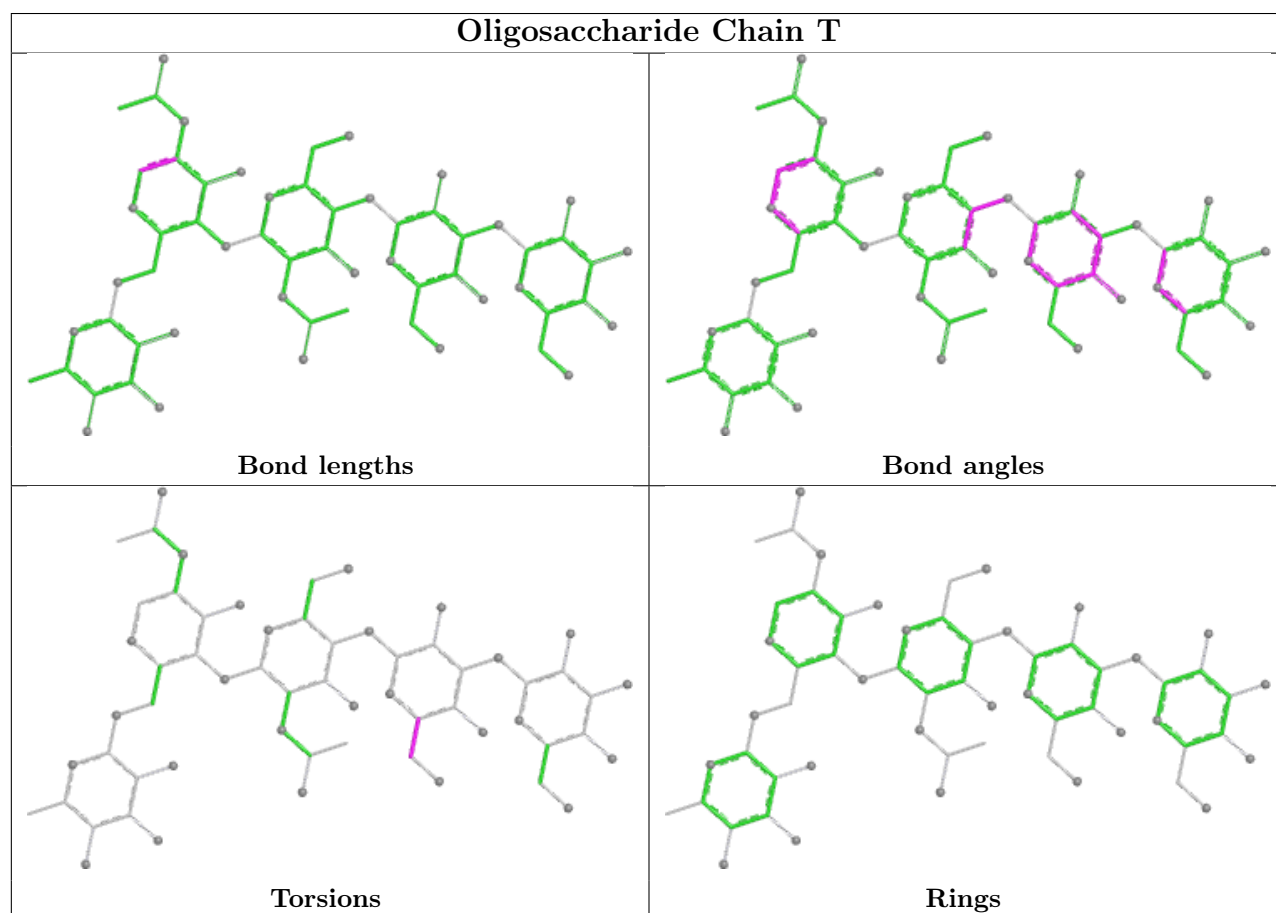 Oligosaccharide Chain T
Bond lengths
Bond angles
Torsions
Rings